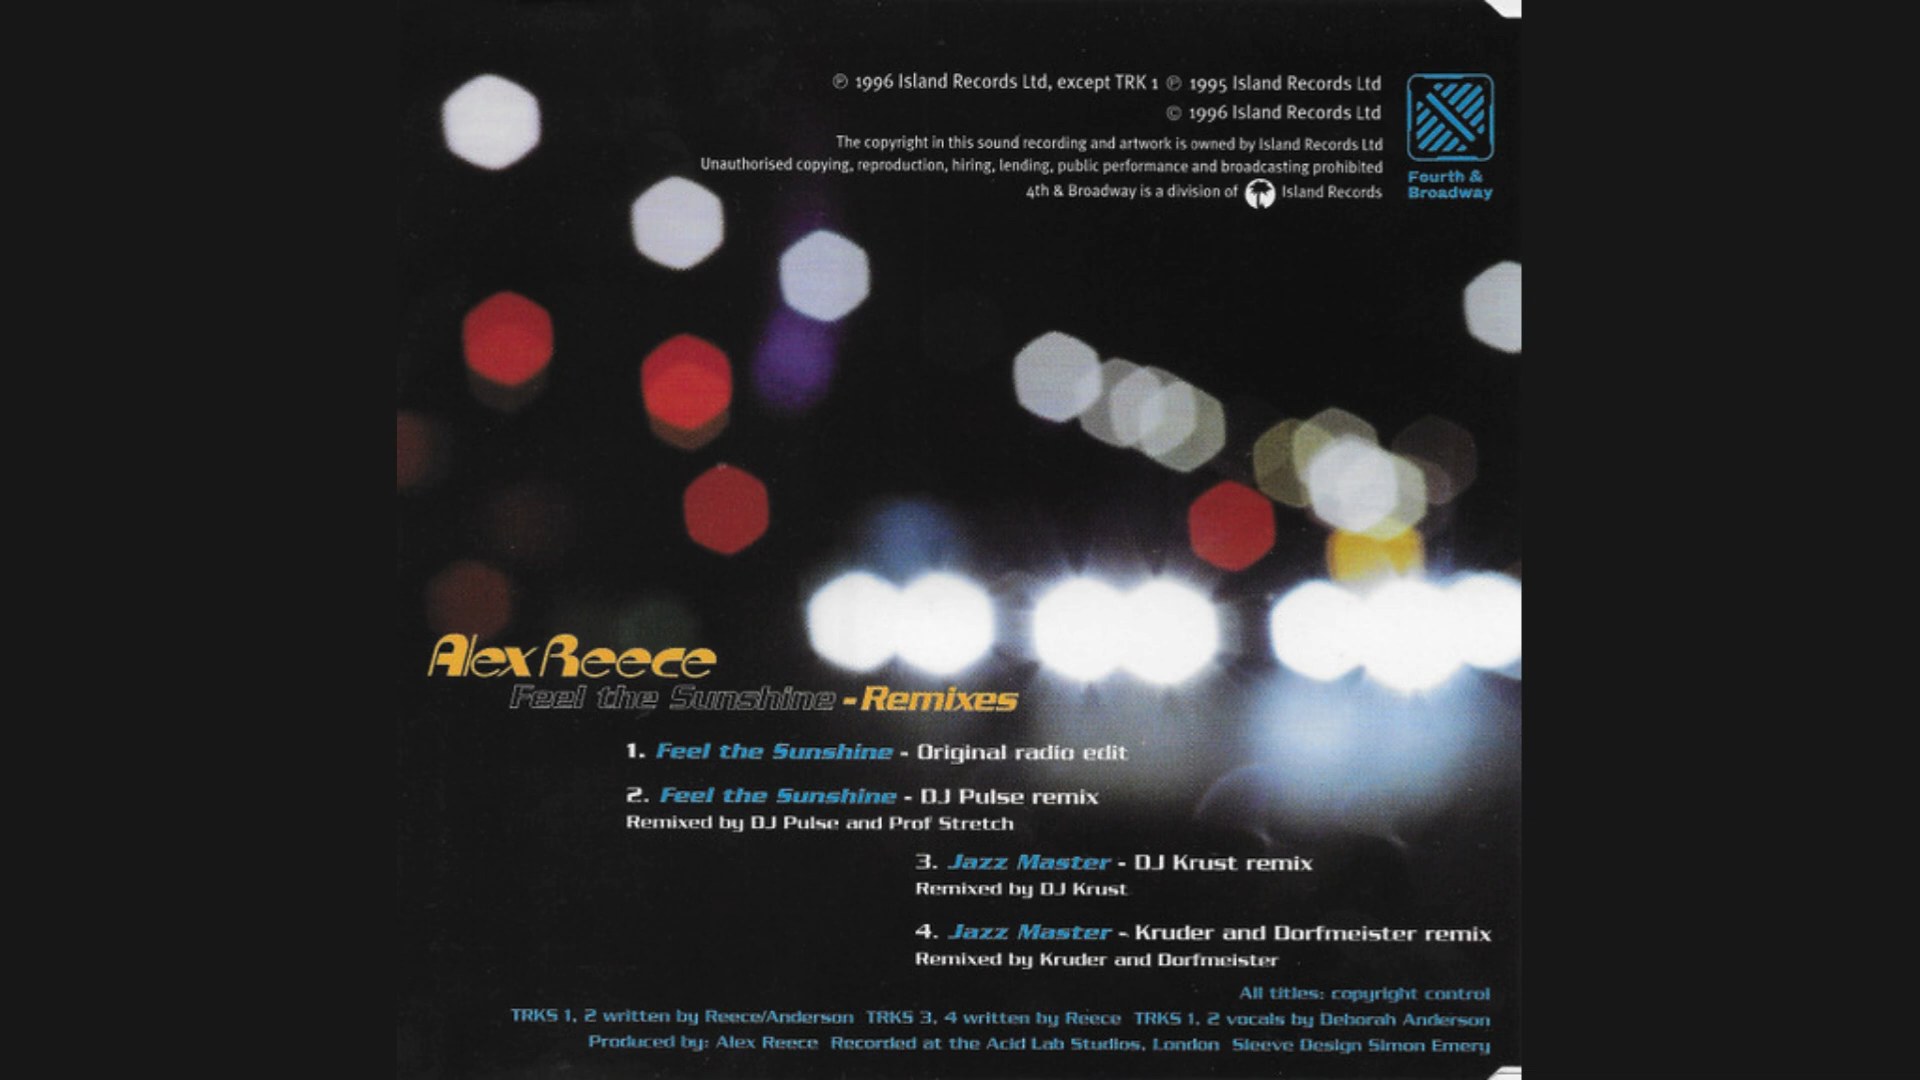 ℗ 1996 Island Records Ltd, except TRK 1 ℗ 1995 Island Records Ltd
© 1996 Island Records Ltd
The copyright in this sound recording and artwork is owned by Island Records Ltd
Unauthorised copying, reproduction, hiring, lending, public performance and broadcasting prohibited
4th & Broadway is a division of Island Records
Fourth &
Broadway
Alex Reece
Feel the Sunshine - Remixes
1. Feel the Sunshine - Original radio edit
2. Feel the Sunshine - DJ Pulse remix
Remixed by DJ Pulse and Prof Stretch
3. Jazz Master - DJ Krust remix
Remixed by DJ Krust
4. Jazz Master - Kruder and Dorfmeister remix
Remixed by Kruder and Dorfmeister
All titles: copyright control
TRKS 1, 2 written by Reece/Anderson TRKS 3, 4 written by Reece TRKS 1, 2 vocals by Deborah Anderson
Produced by: Alex Reece Recorded at the Acid Lab Studios, London Sleeve Design Simon Emery